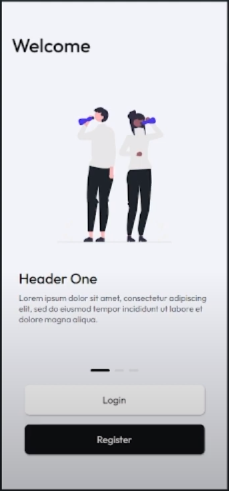 Welcome
Header One
Lorem ipsum dolor sit amet, consectetur adipiscing
elit, sed do eiusmod tempor incididunt ut labore et
dolore magna aliqua.
Login
Register